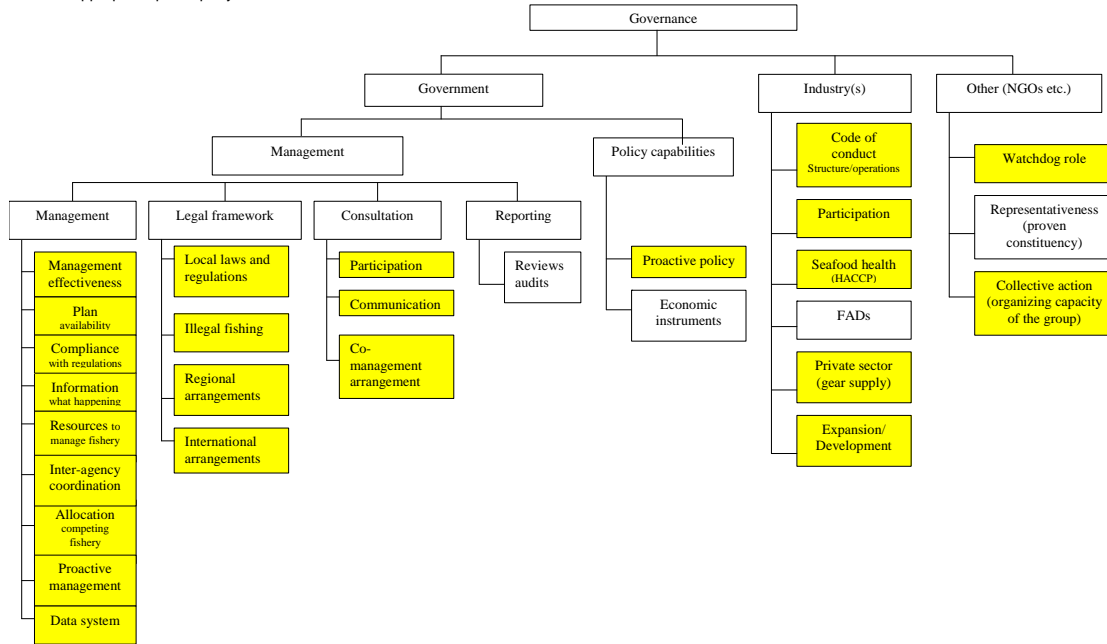 Governance
Government
Industry(s)
Other (NGOs etc.)
Management
Policy capabilities
Management
Legal framework
Consultation
Reporting
Management
effectiveness
Plan
availability
Compliance
with regulations
Information
what happening
Resources to
manage fishery
Inter-agency
coordination
Allocation
competing
fishery
Proactive
management
Data system
Local laws and
regulations
Illegal fishing
Regional
arrangements
International
arrangements
Participation
Communication
Co-
management
arrangement
Reviews
audits
Proactive policy
Economic
instruments
Code of
conduct
Structure/operations
Participation
Seafood health
(HACCP)
FADs
Private sector
(gear supply)
Expansion/
Development
Watchdog role
Representativeness
(proven
constituency)
Collective action
(organizing capacity
of the group)